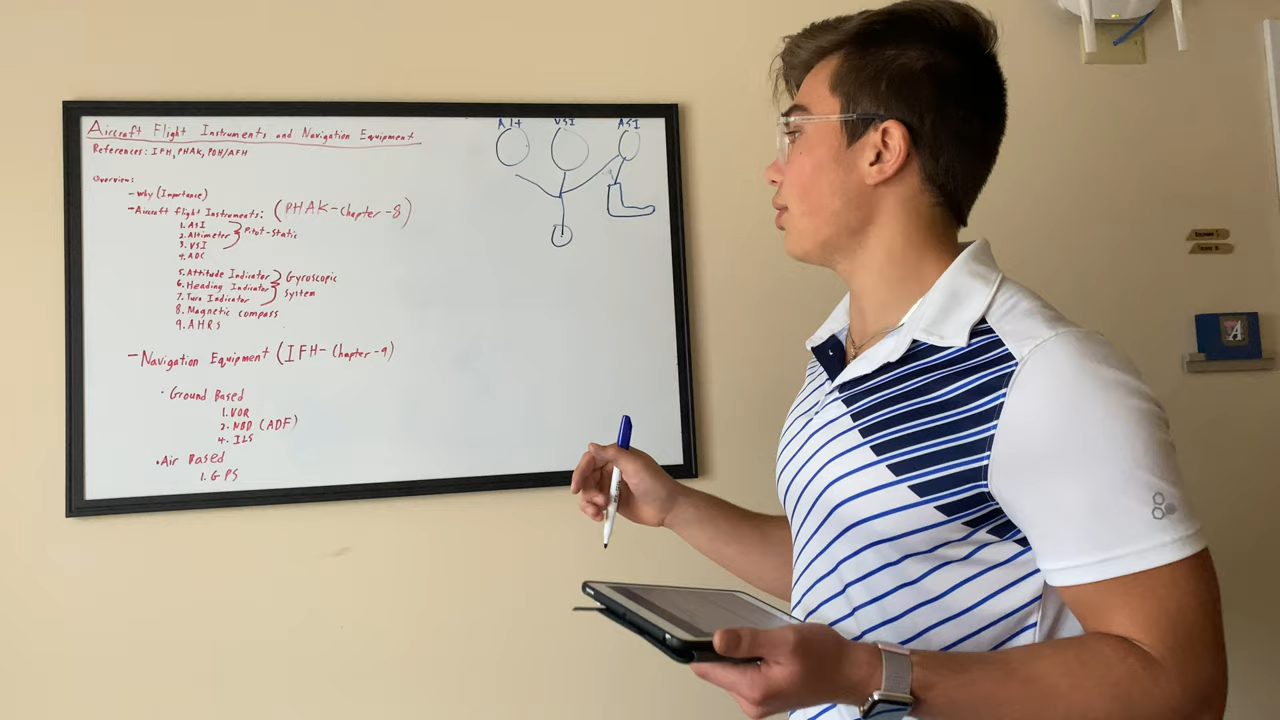 Aircraft Flight Instruments and Navigation Equipment
References: IFH, PHAK, POH/AFH
Overview:
- Why (Importance)
- Aircraft flight Instruments: (PHAK-chapter-8)
1. ASI
2. Altimeter
3. VSI
Pitot-Static
4. ADC
5. Attitude Indicator
6. Heading Indicator
7. Turn Indicator
Gyroscopic
System
8. Magnetic compass
9. AHRS
- Navigation Equipment (IFH- Chapter-9)
· Ground Based
1. VOR
2. NBD (ADF)
4. ILS
· Air Based
1. GPS
Alt VSI ASI
A